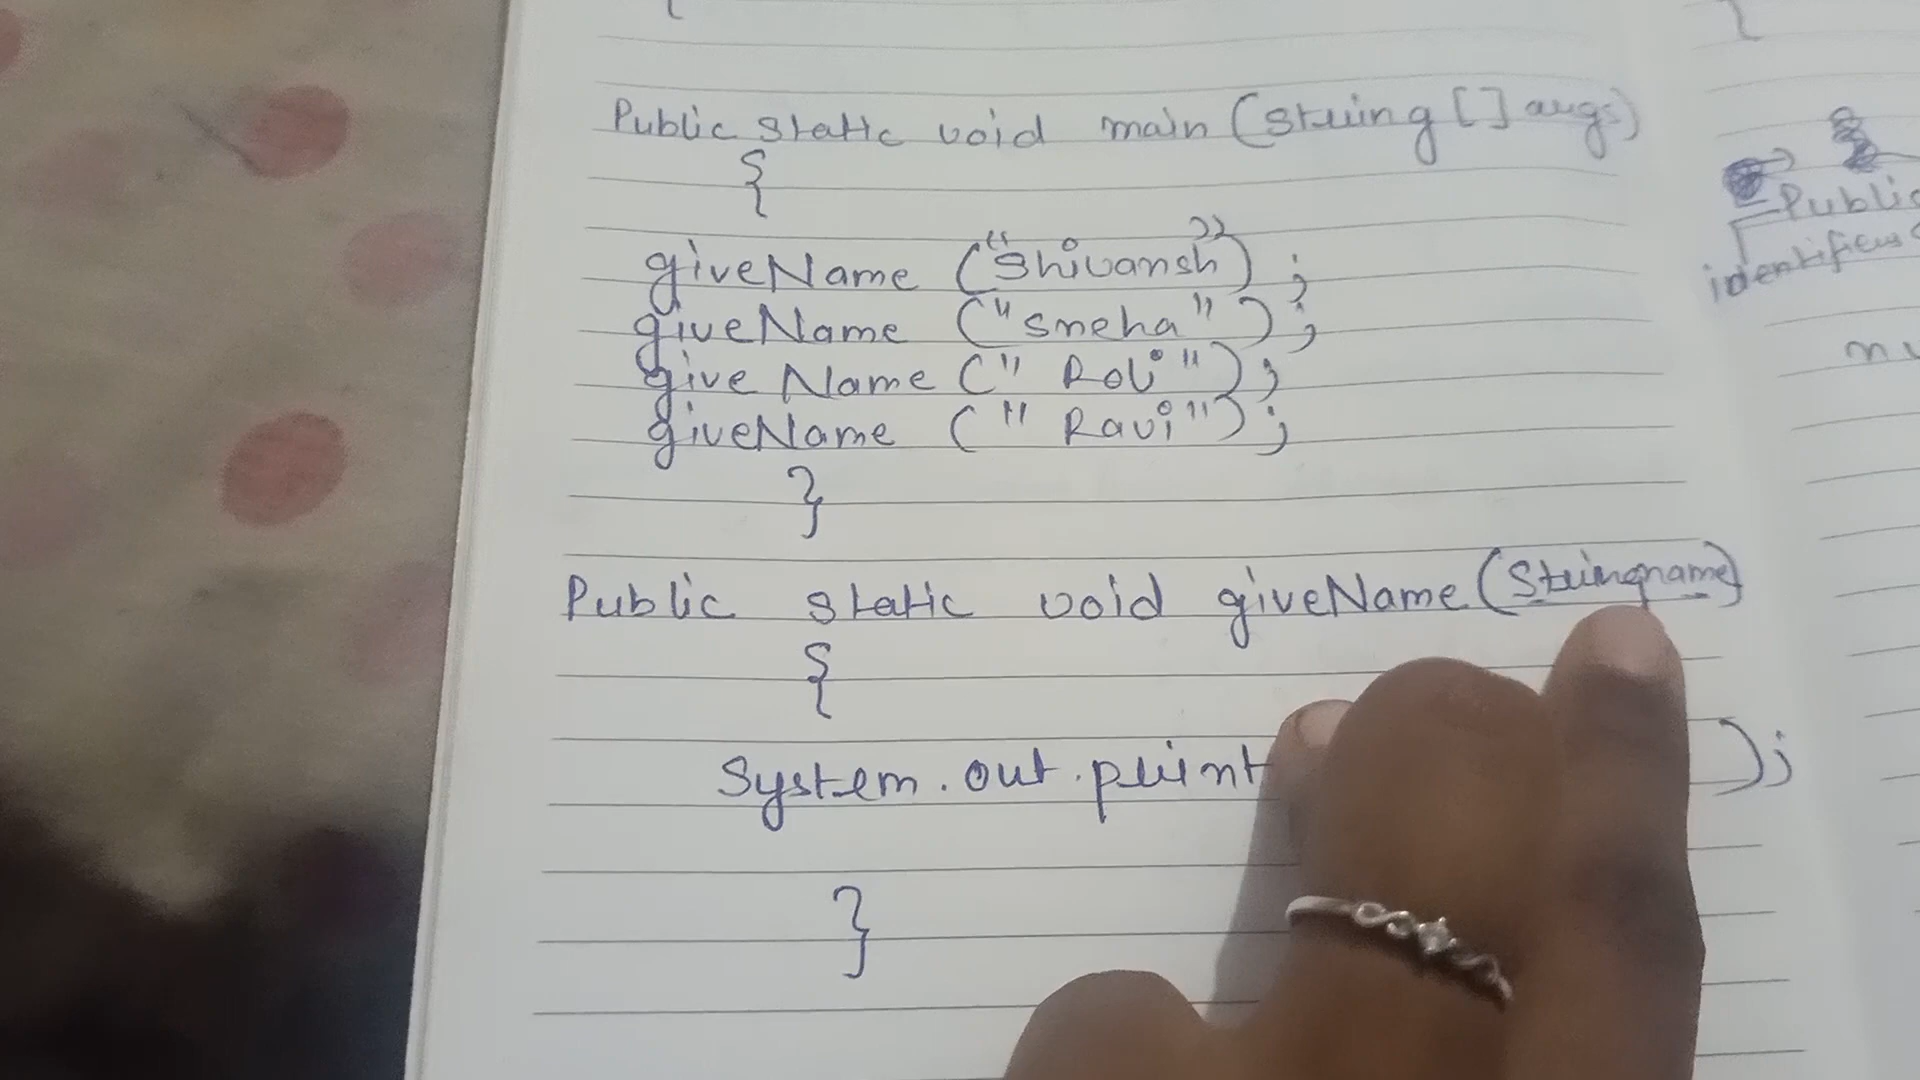 {
Public static void main (string [] args)
{
giveName ("Shivansh");
giveName ("sneha");
give Name (" Roli");
giveName (" Ravi");
}
Public static void giveName (String name)
{
System.out.print );
}
}
Public
identifiers